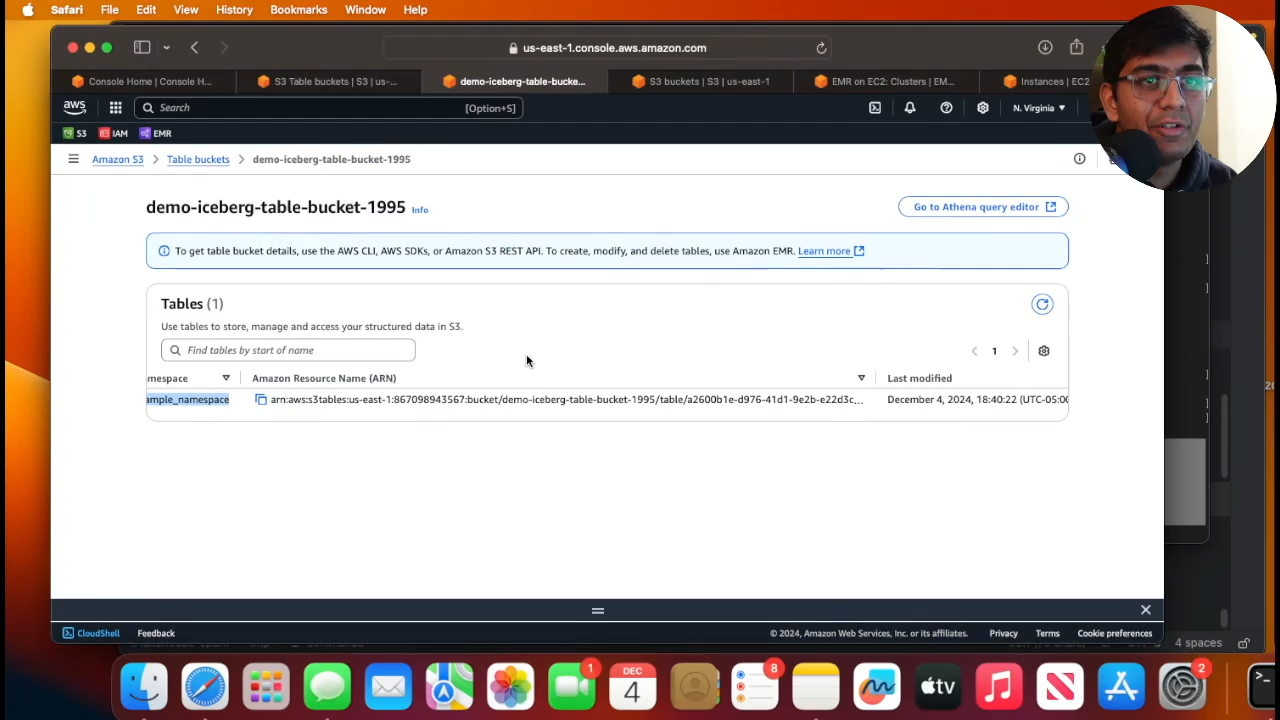 Safari File Edit View History Bookmarks Window Help
us-east-1.console.aws.amazon.com
Console Home | Console H... S3 Table buckets | S3 | us-... demo-iceberg-table-bucke... S3 buckets | S3 | us-east-1 EMR on EC2: Clusters | EM... Instances | EC2
aws Search [Option+S] N. Virginia
S3 IAM EMR
Amazon S3 > Table buckets > demo-iceberg-table-bucket-1995
demo-iceberg-table-bucket-1995 Info Go to Athena query editor
To get table bucket details, use the AWS CLI, AWS SDKs, or Amazon S3 REST API. To create, modify, and delete tables, use Amazon EMR. Learn more
Tables (1)
Use tables to store, manage and access your structured data in S3.
Find tables by start of name 1
mespace Amazon Resource Name (ARN) Last modified
ample_namespace arn:aws:s3tables:us-east-1:867098943567:bucket/demo-iceberg-table-bucket-1995/table/a2600b1e-d976-41d1-9e2b-e22d3c... December 4, 2024, 18:40:22 (UTC-05:00
CloudShell Feedback © 2024, Amazon Web Services, Inc. or its affiliates. Privacy Terms Cookie preferences
4 spaces
1 DEC 4 8 tv 2